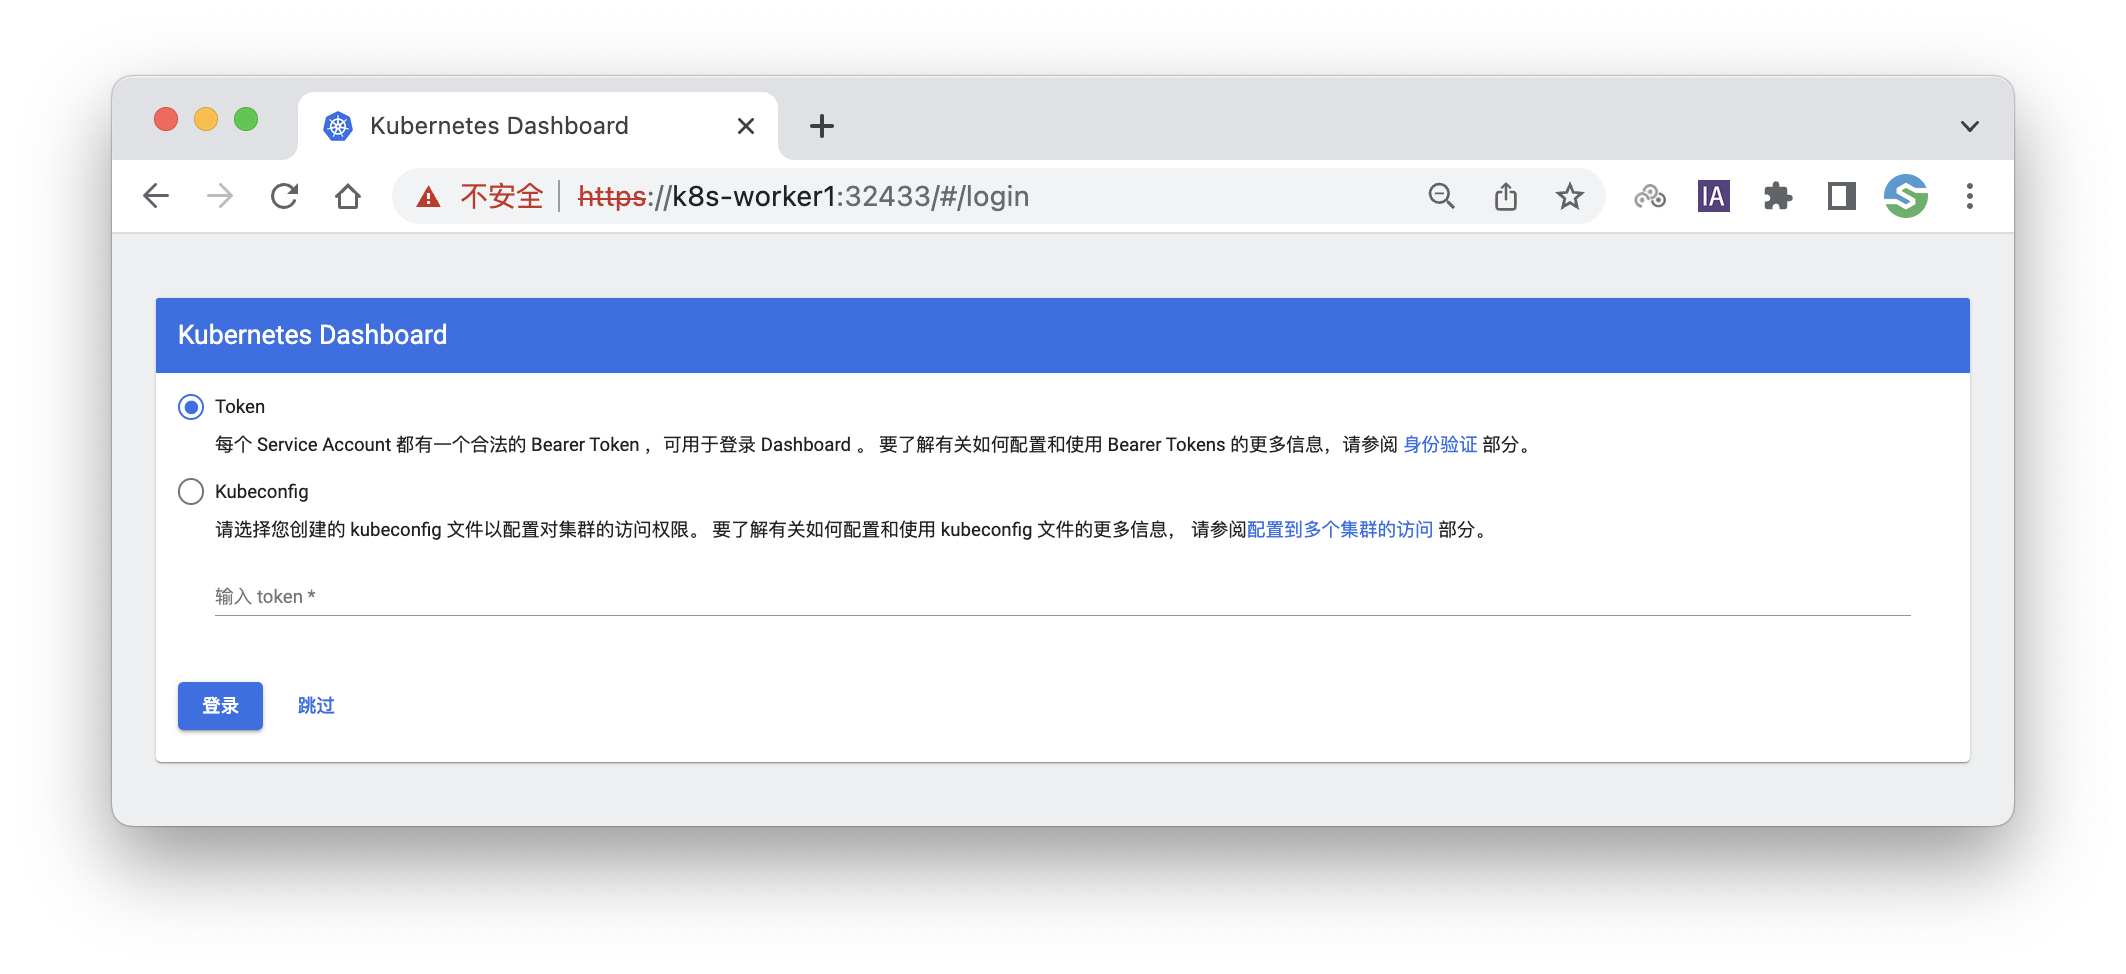 Kubernetes Dashboard
不安全 https://k8s-worker1:32433/#/login
IA
Kubernetes Dashboard
Token
每个 Service Account 都有一个合法的 Bearer Token ，可用于登录 Dashboard 。 要了解有关如何配置和使用 Bearer Tokens 的更多信息，请参阅 身份验证 部分。
Kubeconfig
请选择您创建的 kubeconfig 文件以配置对集群的访问权限。 要了解有关如何配置和使用 kubeconfig 文件的更多信息， 请参阅配置到多个集群的访问 部分。
输入 token *
登录 跳过